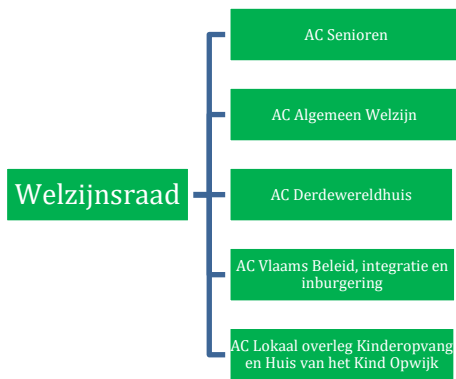 Welzijnsraad
AC Senioren
AC Algemeen Welzijn
AC Derdewereldhuis
AC Vlaams Beleid, integratie en
inburgering
AC Lokaal overleg Kinderopvang
en Huis van het Kind Opwijk